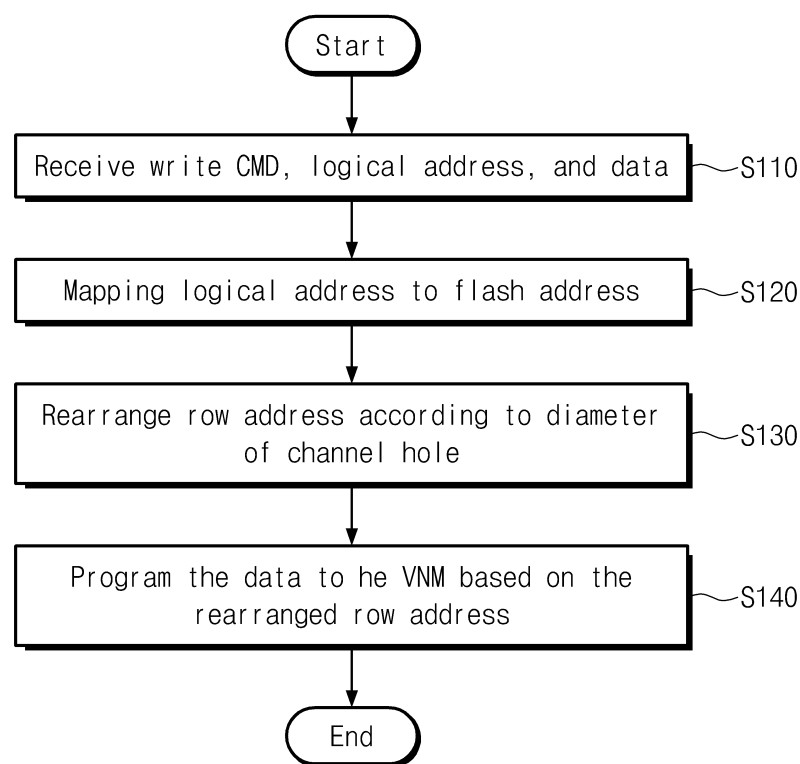 Start
Receive write CMD, logical address, and data
S110
Mapping logical address to flash address
S120
Rearrange row address according to diameter
of channel hole
S130
Program the data to he VNM based on the
rearranged row address
S140
End